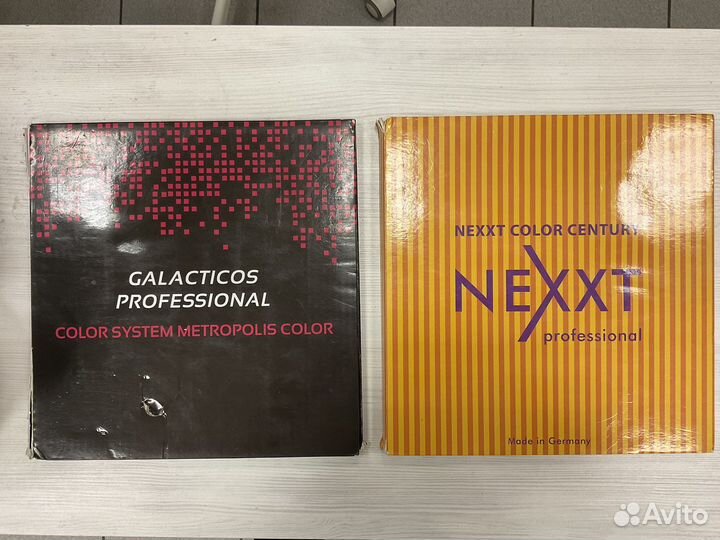 GALACTICOS
PROFESSIONAL
COLOR SYSTEM METROPOLIS COLOR
NEXXT COLOR CENTURY
NEXXT
professional
Made in Germany
Avito